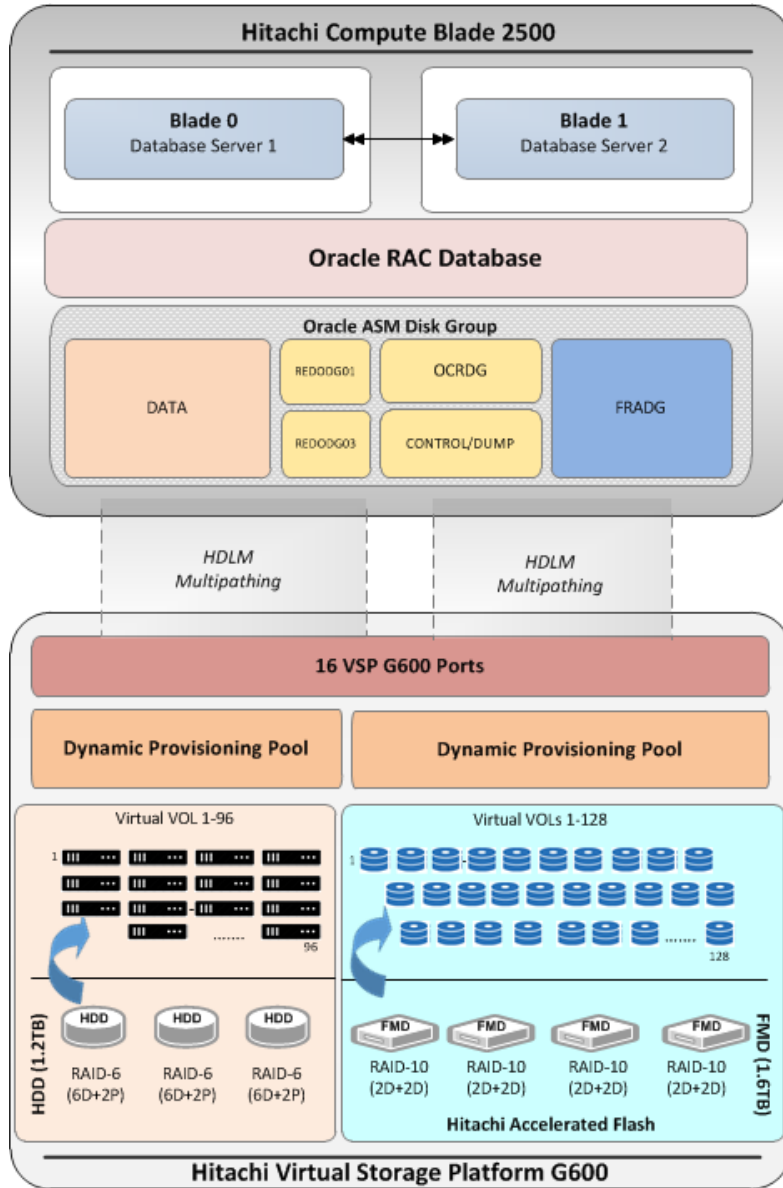 Hitachi Compute Blade 2500
Blade 0
Database Server 1
Blade 1
Database Server 2
Oracle RAC Database
Oracle ASM Disk Group
DATA
REDODG01
REDODG03
OCRDG
CONTROL/DUMP
FRADG
HDLM
Multipathing
HDLM
Multipathing
16 VSP G600 Ports
Dynamic Provisioning Pool
Dynamic Provisioning Pool
Virtual VOL 1-96
1
.......
96
Virtual VOLs 1-128
1
.......
128
HDD (1.2TB)
HDD
HDD
HDD
RAID-6
(6D+2P)
RAID-6
(6D+2P)
RAID-6
(6D+2P)
FMD
FMD
FMD
FMD
RAID-10
(2D+2D)
RAID-10
(2D+2D)
RAID-10
(2D+2D)
RAID-10
(2D+2D)
FMD (1.6TB)
Hitachi Accelerated Flash
Hitachi Virtual Storage Platform G600